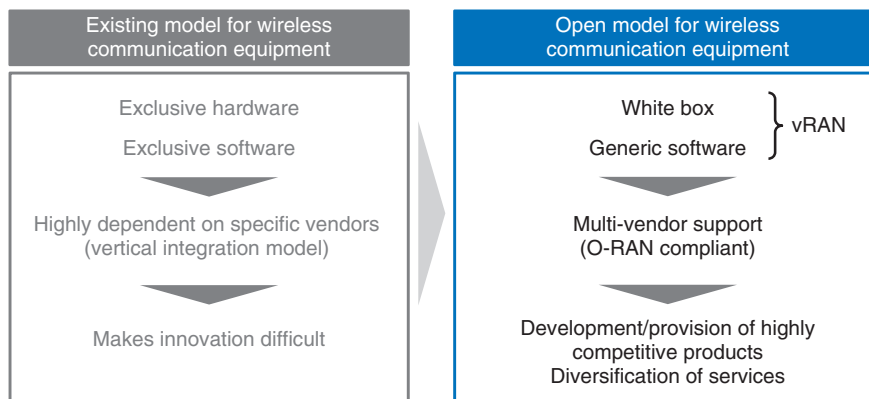 Existing model for wireless
communication equipment
Exclusive hardware
Exclusive software
Highly dependent on specific vendors
(vertical integration model)
Makes innovation difficult
Open model for wireless
communication equipment
White box
Generic software
vRAN
Multi-vendor support
(O-RAN compliant)
Development/provision of highly
competitive products
Diversification of services